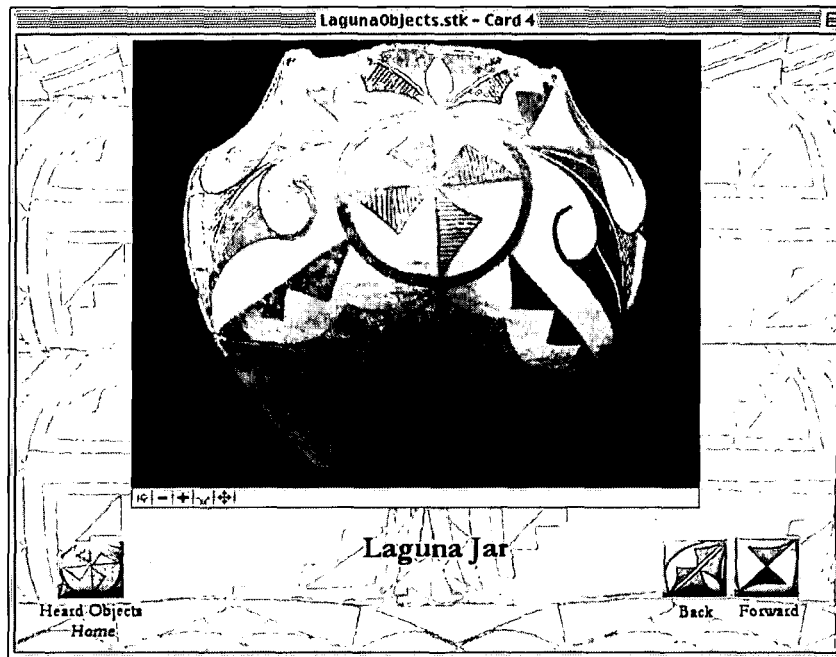 LagunaObjects.stk - Card 4
Laguna Jar
Heard Objects
Home
Back
Forward